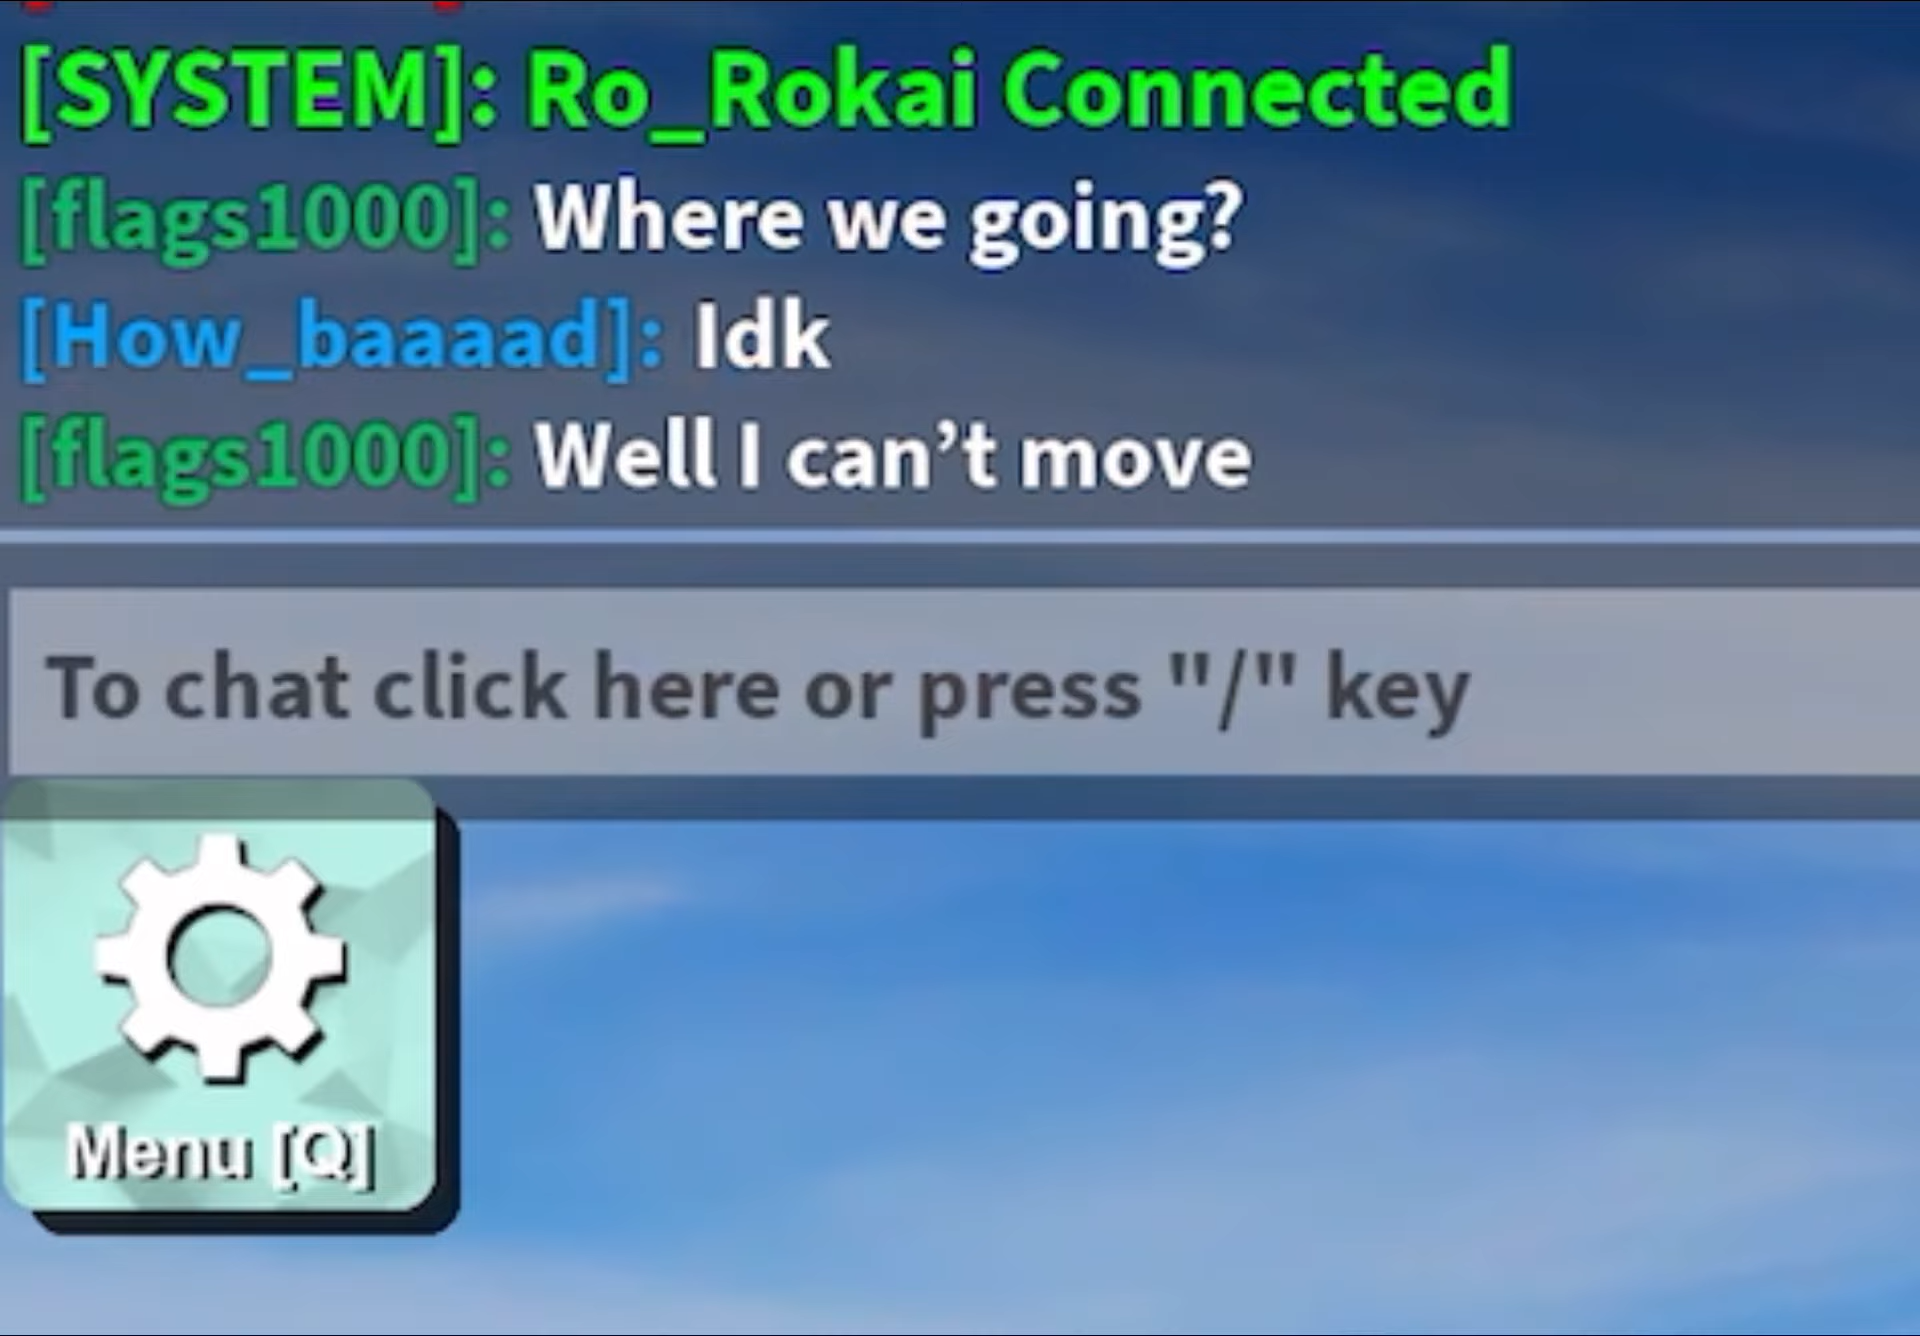 [SYSTEM]: Ro_Rokai Connected
[flags1000]: Where we going?
[How_baaaad]: Idk
[flags1000]: Well I can’t move
To chat click here or press "/" key
Menu [Q]